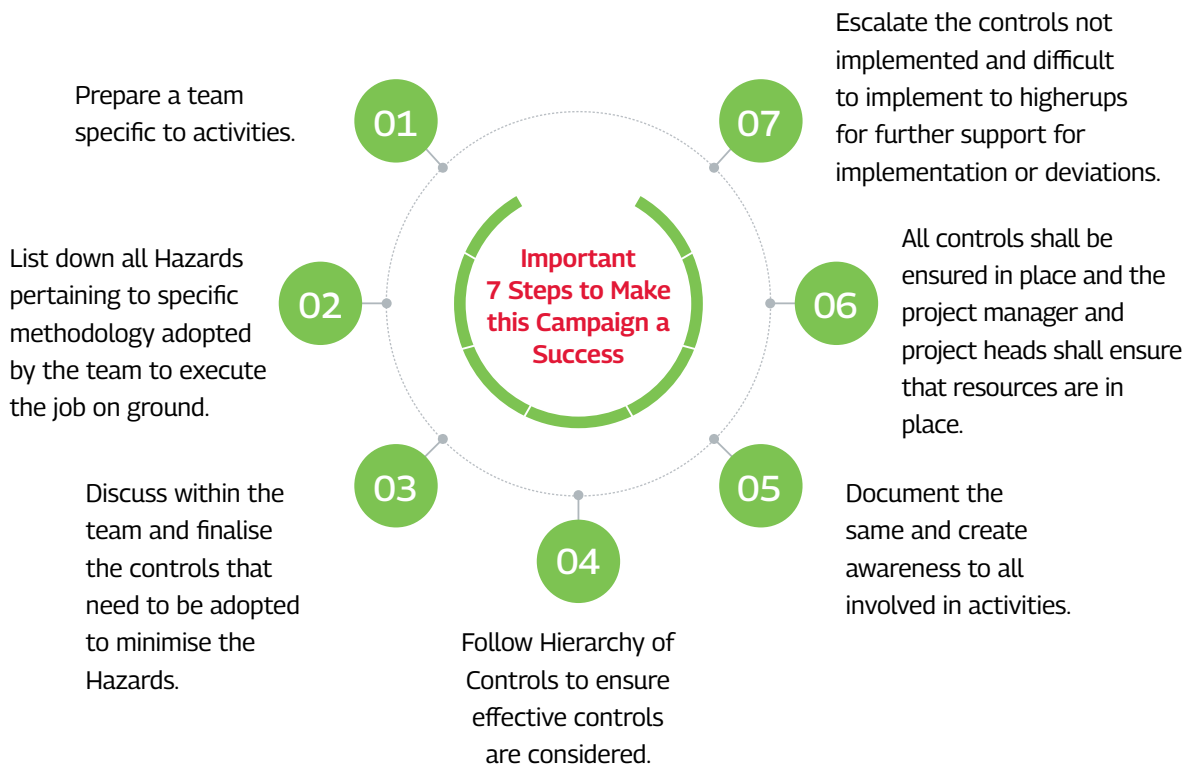 Important
7 Steps to Make
this Campaign a
Success
01
Prepare a team
specific to activities.
02
List down all Hazards
pertaining to specific
methodology adopted
by the team to execute
the job on ground.
03
Discuss within the
team and finalise
the controls that
need to be adopted
to minimise the
Hazards.
04
Follow Hierarchy of
Controls to ensure
effective controls
are considered.
05
Document the
same and create
awareness to all
involved in activities.
06
All controls shall be
ensured in place and the
project manager and
project heads shall ensure
that resources are in
place.
07
Escalate the controls not
implemented and difficult
to implement to higherups
for further support for
implementation or deviations.